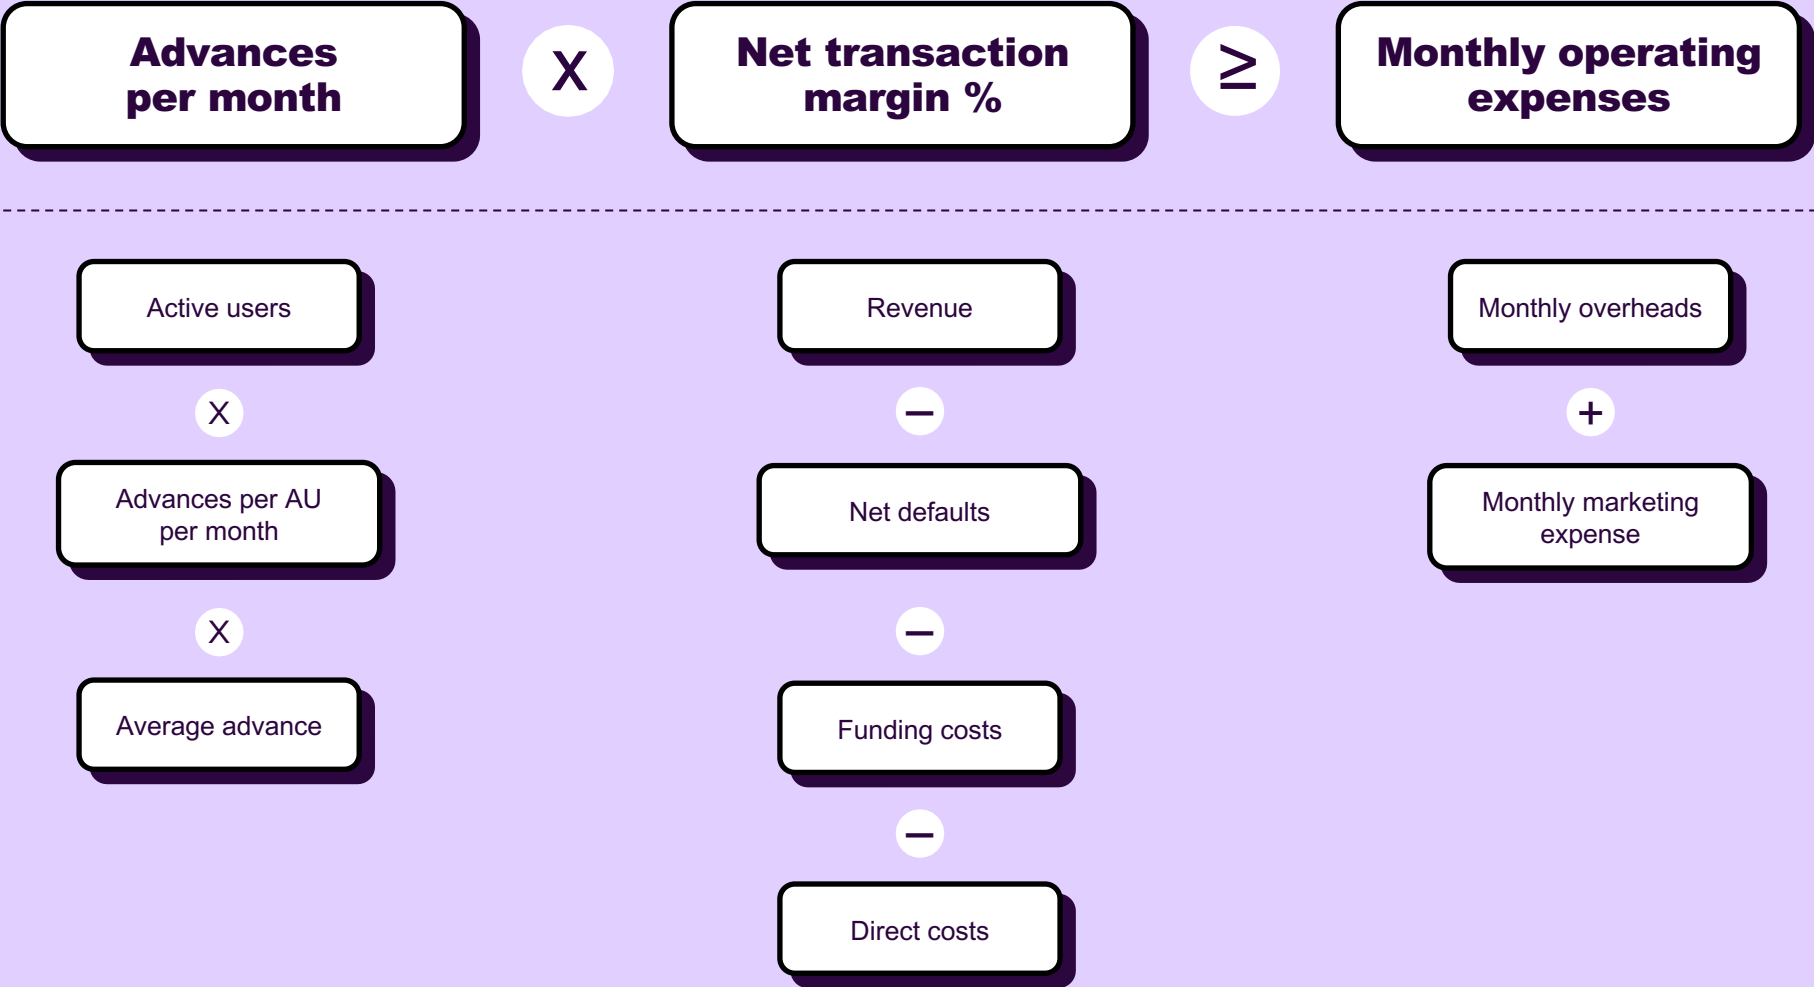 Advances
per month
X
Net transaction
margin %
≥
Monthly operating
expenses
Active users
X
Advances per AU
per month
X
Average advance
Revenue
–
Net defaults
–
Funding costs
–
Direct costs
Monthly overheads
+
Monthly marketing
expense